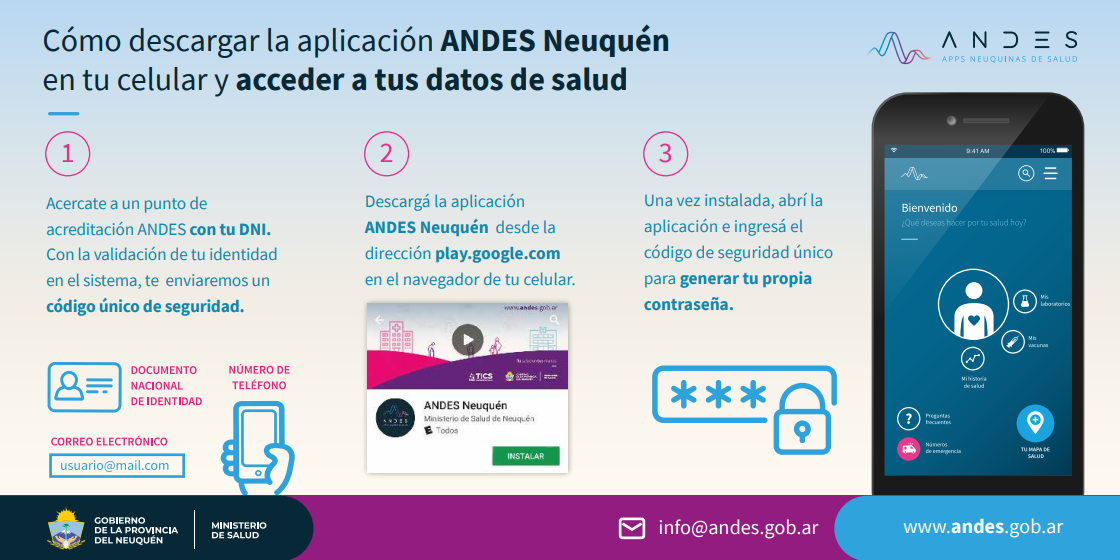 Cómo descargar la aplicación ANDES Neuquén
en tu celular y acceder a tus datos de salud
ANDES
APPS NEUQUINAS DE SALUD
1
Acercate a un punto de
acreditación ANDES con tu DNI.
Con la validación de tu identidad
en el sistema, te enviaremos un
código único de seguridad.
DOCUMENTO
NACIONAL
DE IDENTIDAD
NÚMERO DE
TELÉFONO
CORREO ELECTRÓNICO
usuario@mail.com
2
Descargá la aplicación
ANDES Neuquén desde la
dirección play.google.com
en el navegador de tu celular.
www.andes.gob.ar
TICS
ANDES
ANDES Neuquén
Ministerio de Salud de Neuquén
E Todos
INSTALAR
3
Una vez instalada, abrí la
aplicación e ingresá el
código de seguridad único
para generar tu propia
contraseña.
***
9:41 AM
100%
Bienvenido
¿Qué deseas hacer por tu salud hoy?
Mis
laboratorios
Mis
vacunas
Mi historia
de salud
?
Preguntas
frecuentes
Números
de emergencia
TU MAPA DE
SALUD
GOBIERNO
DE LA PROVINCIA
DEL NEUQUÉN
MINISTERIO
DE SALUD
info@andes.gob.ar
www.andes.gob.ar